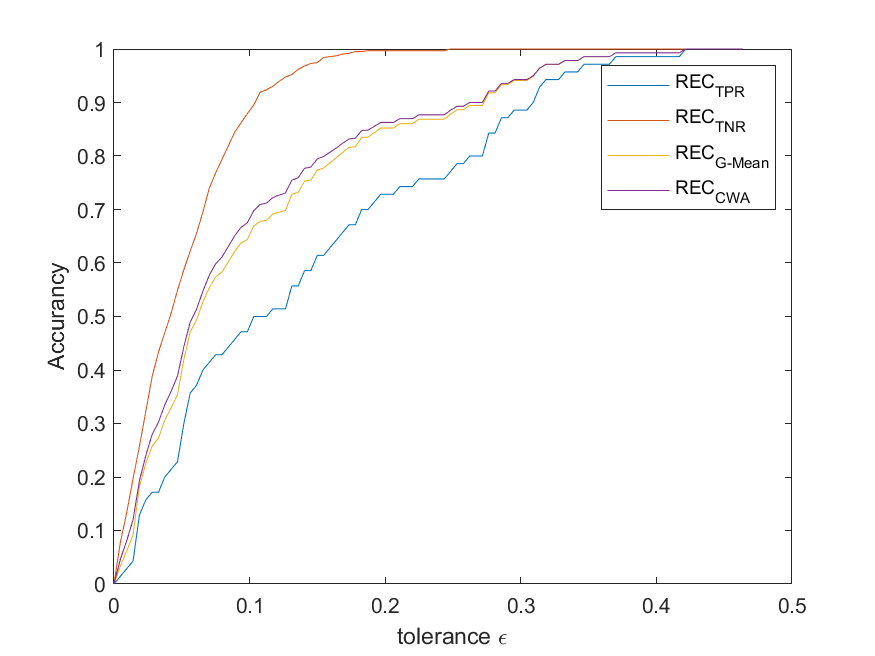 1
0.9
0.8
0.7
0.6
0.5
0.4
0.3
0.2
0.1
0
Accurancy
REC_TPR
REC_TNR
REC_G-Mean
REC_CWA
0 0.1 0.2 0.3 0.4 0.5
tolerance ϵ